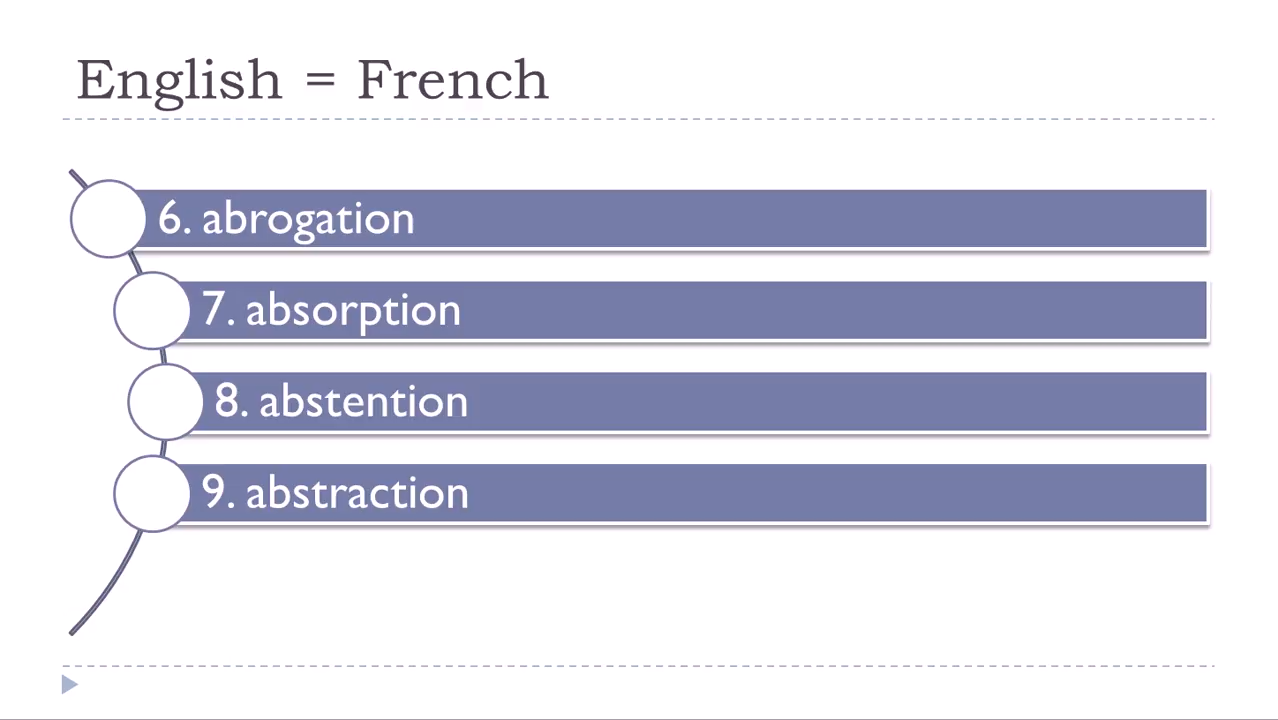 English = French
6. abrogation
7. absorption
8. abstention
9. abstraction